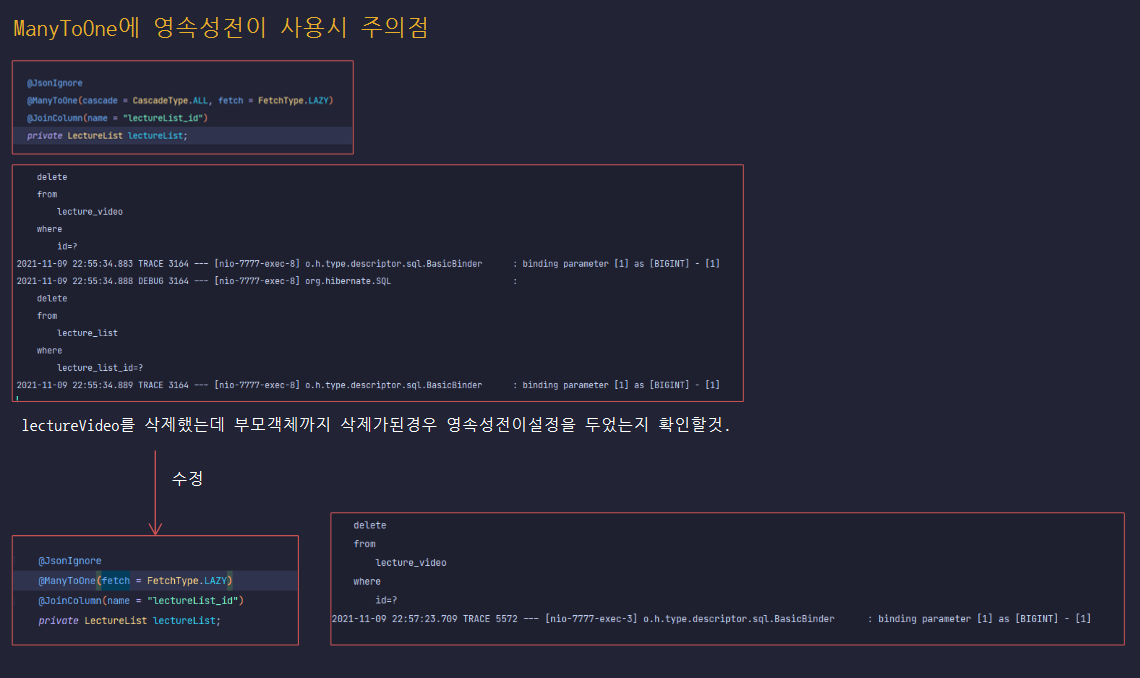 ManyToOne에 영속성전이 사용시 주의점
@JsonIgnore
@ManyToOne(cascade = CascadeType.ALL, fetch = FetchType.LAZY)
@JoinColumn(name = "lectureList_id")
private LectureList lectureList;
delete
from
lecture_video
where
id=?
2021-11-09 22:55:34.883 TRACE 3164 --- [nio-7777-exec-8] o.h.type.descriptor.sql.BasicBinder : binding parameter [1] as [BIGINT] - [1]
2021-11-09 22:55:34.888 DEBUG 3164 --- [nio-7777-exec-8] org.hibernate.SQL :
delete
from
lecture_list
where
lecture_list_id=?
2021-11-09 22:55:34.889 TRACE 3164 --- [nio-7777-exec-8] o.h.type.descriptor.sql.BasicBinder : binding parameter [1] as [BIGINT] - [1]
lectureVideo를 삭제했는데 부모객체까지 삭제가된경우 영속성전이설정을 두었는지 확인할것.
수정
@JsonIgnore
@ManyToOne(fetch = FetchType.LAZY)
@JoinColumn(name = "lectureList_id")
private LectureList lectureList;
delete
from
lecture_video
where
id=?
2021-11-09 22:57:23.709 TRACE 5572 --- [nio-7777-exec-3] o.h.type.descriptor.sql.BasicBinder : binding parameter [1] as [BIGINT] - [1]